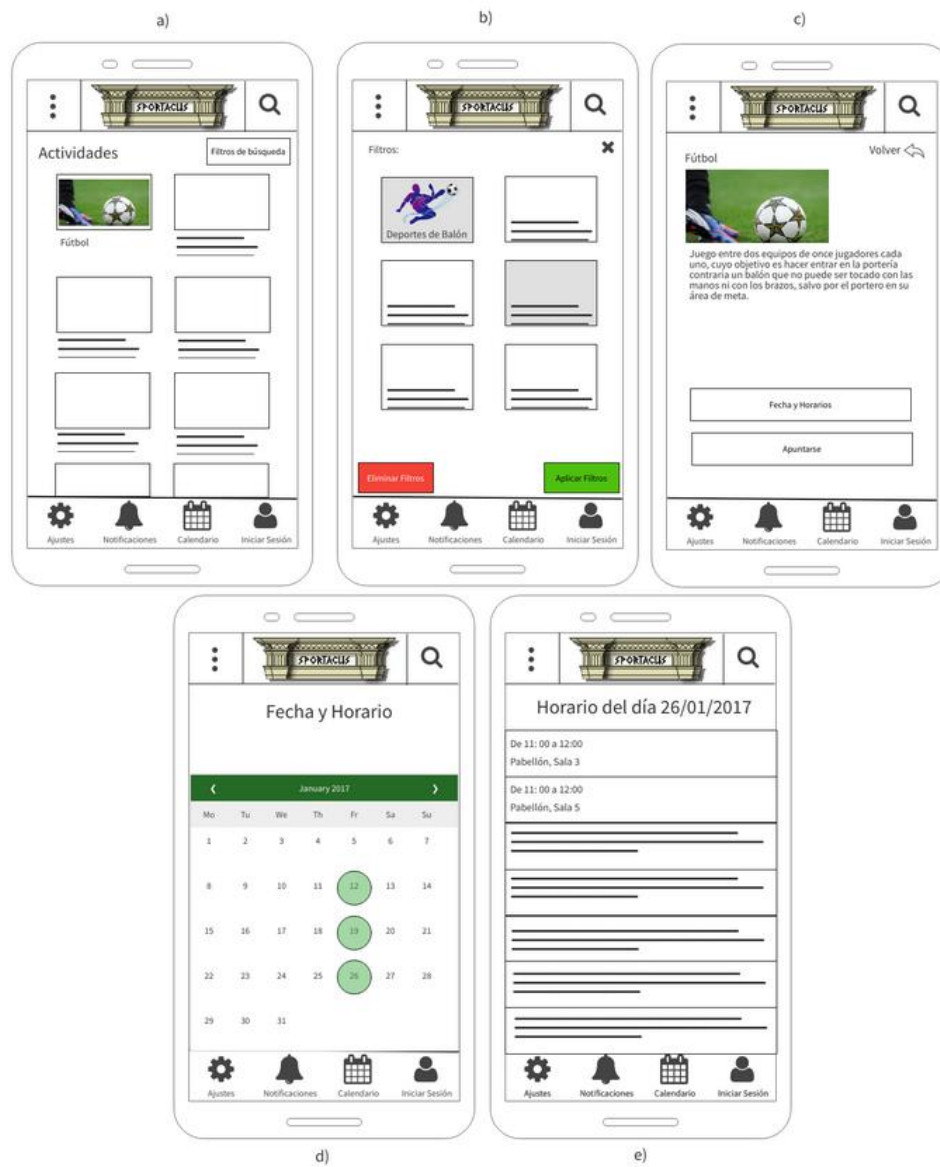 a)
SPORTACUS
Actividades
Filtros de búsqueda
Fútbol
Ajustes Notificaciones Calendario Iniciar Sesión
b)
SPORTACUS
Filtros:
Deportes de Balón
Eliminar Filtros
Aplicar Filtros
Ajustes Notificaciones Calendario Iniciar Sesión
c)
SPORTACUS
Volver
Fútbol
Juego entre dos equipos de once jugadores cada
uno, cuyo objetivo es hacer entrar en la portería
contraria un balón que no puede ser tocado con las
manos ni con los brazos, salvo por el portero en su
área de meta.
Fecha y Horarios
Apuntarse
Ajustes Notificaciones Calendario Iniciar Sesión
SPORTACUS
Fecha y Horario
January 2017
Mo Tu We Th Fr Sa Su
1 2 3 4 5 6 7
8 9 10 11 12 13 14
15 16 17 18 19 20 21
22 23 24 25 26 27 28
29 30 31
Ajustes Notificaciones Calendario Iniciar Sesión
d)
SPORTACUS
Horario del día 26/01/2017
De 11: 00 a 12:00
Pabellón, Sala 3
De 11: 00 a 12:00
Pabellón, Sala 5
Ajustes Notificaciones Calendario Iniciar Sesión
e)